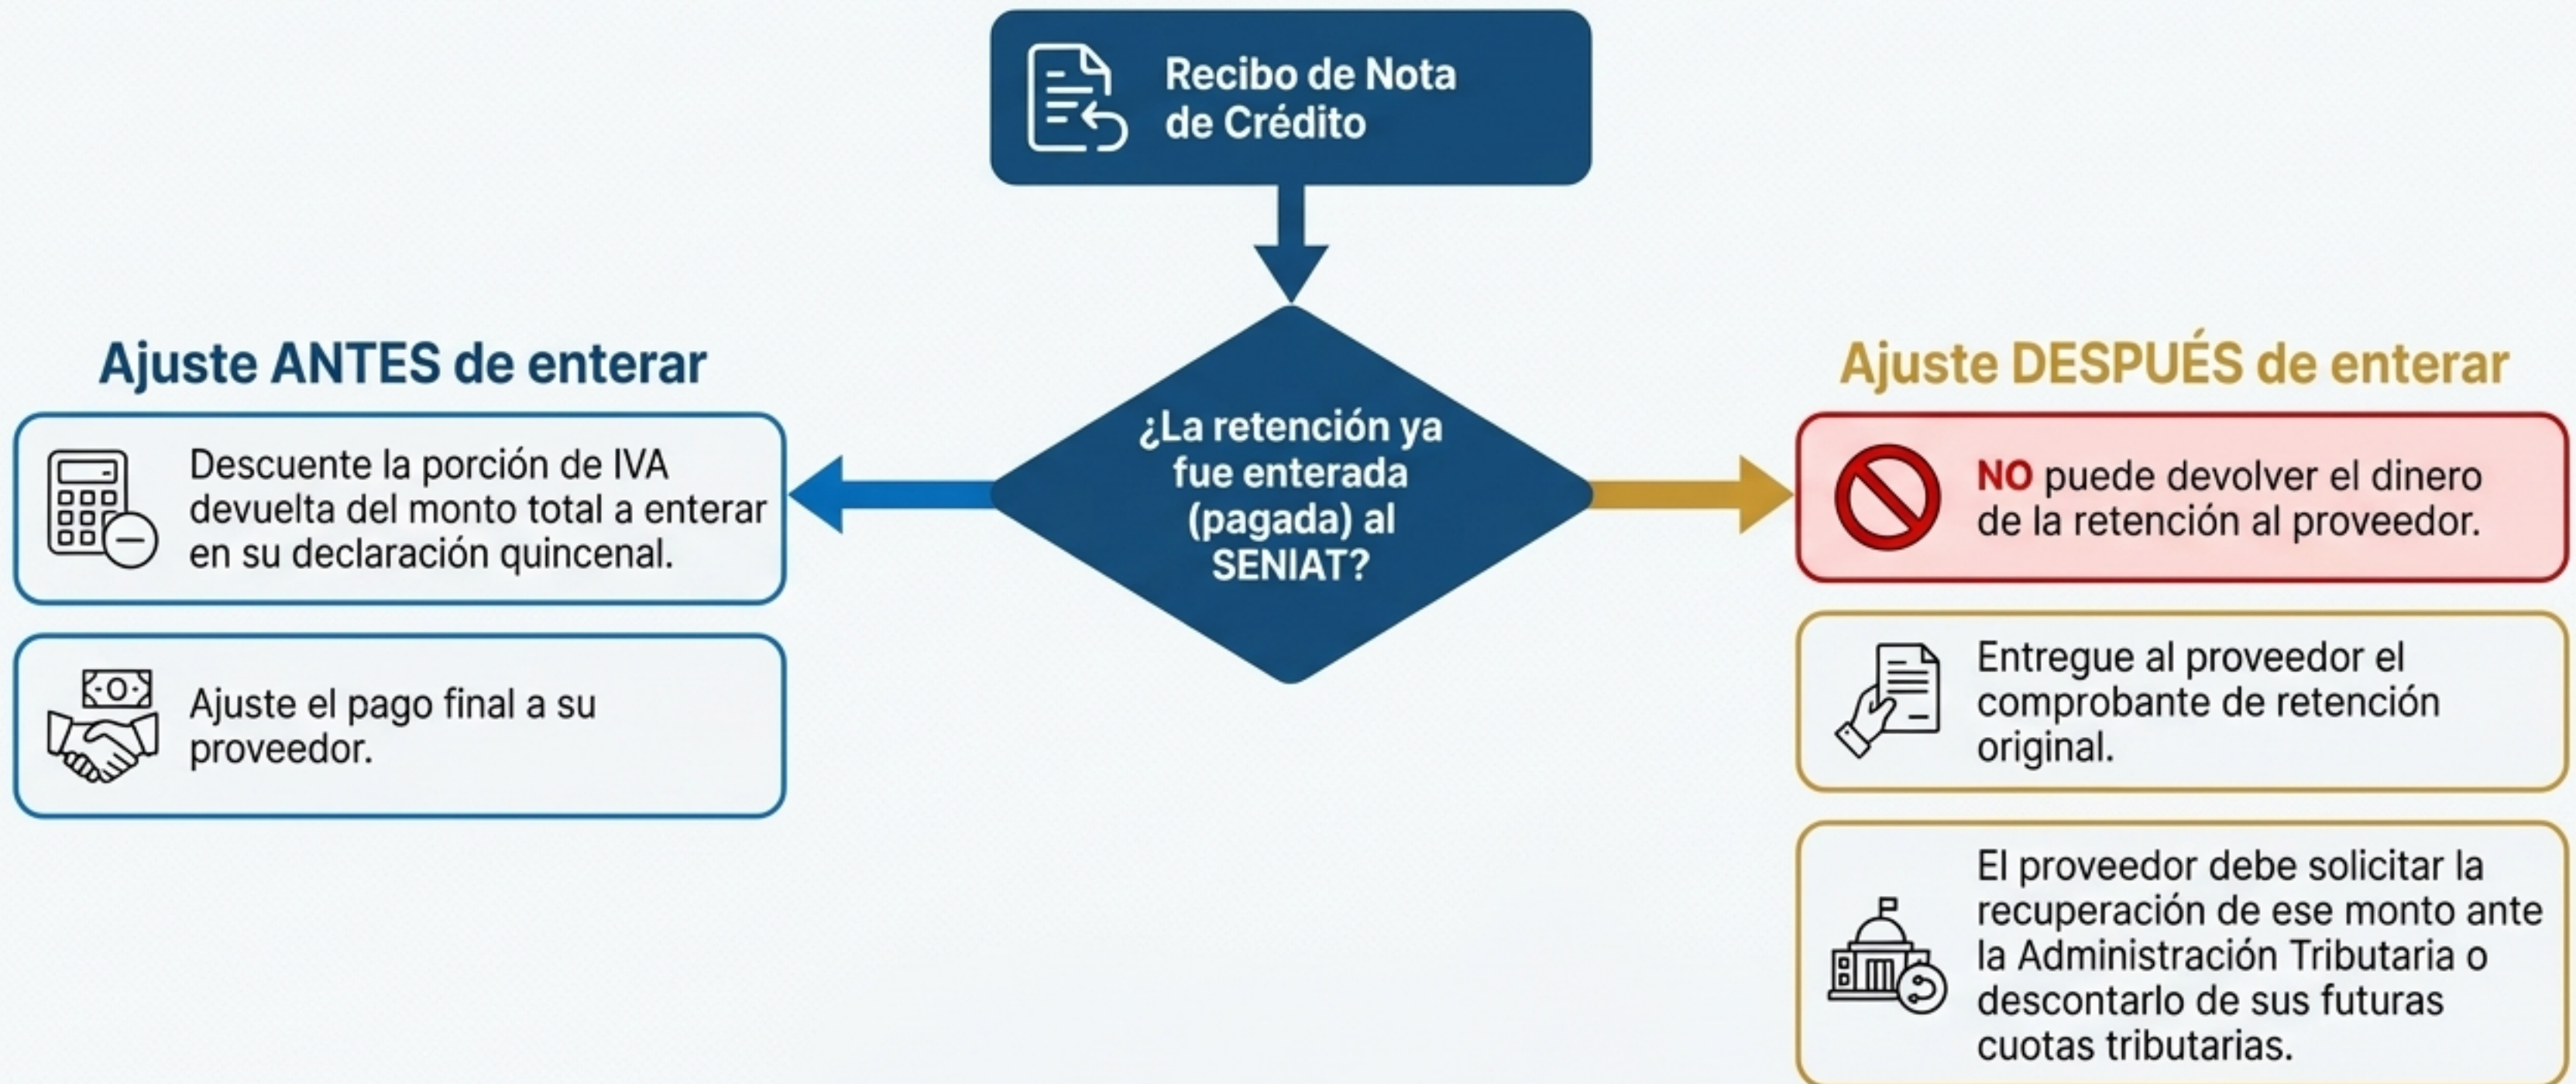 Recibo de Nota
de Crédito
¿La retención ya
fue enterada
(pagada) al
SENIAT?
Ajuste ANTES de enterar
Descuente la porción de IVA
devuelta del monto total a enterar
en su declaración quincenal.
Ajuste el pago final a su
proveedor.
Ajuste DESPUÉS de enterar
NO puede devolver el dinero
de la retención al proveedor.
Entregue al proveedor el
comprobante de retención
original.
El proveedor debe solicitar la
recuperación de ese monto ante
la Administración Tributaria o
descontarlo de sus futuras
cuotas tributarias.